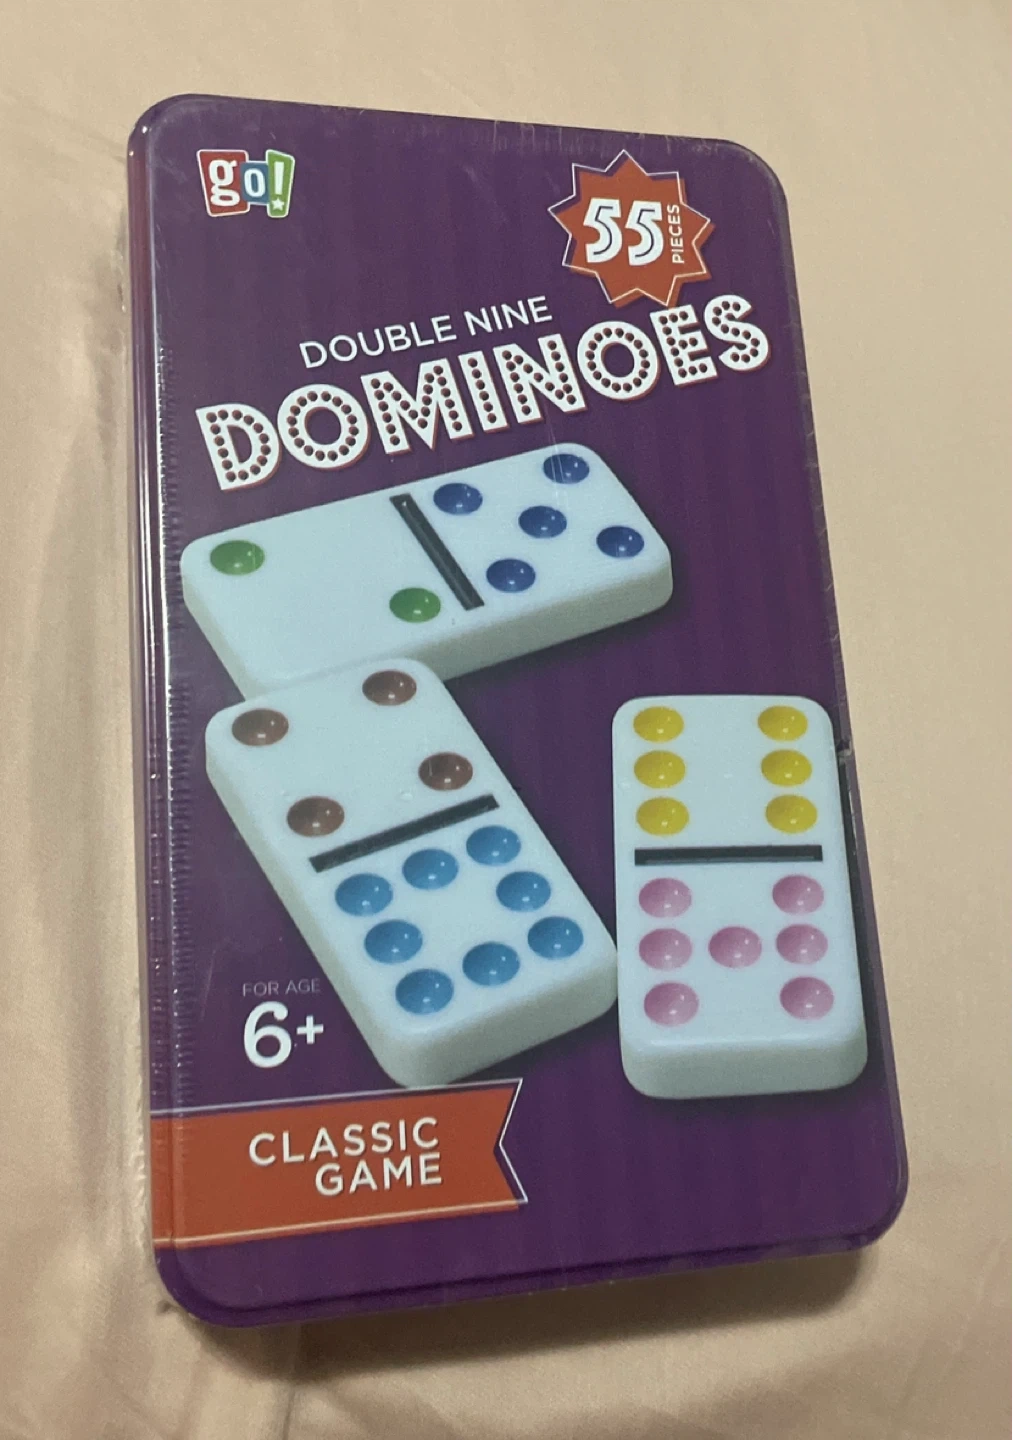 go!
55
PIECES
DOUBLE NINE
DOMINOES
FOR AGE
6+
CLASSIC
GAME